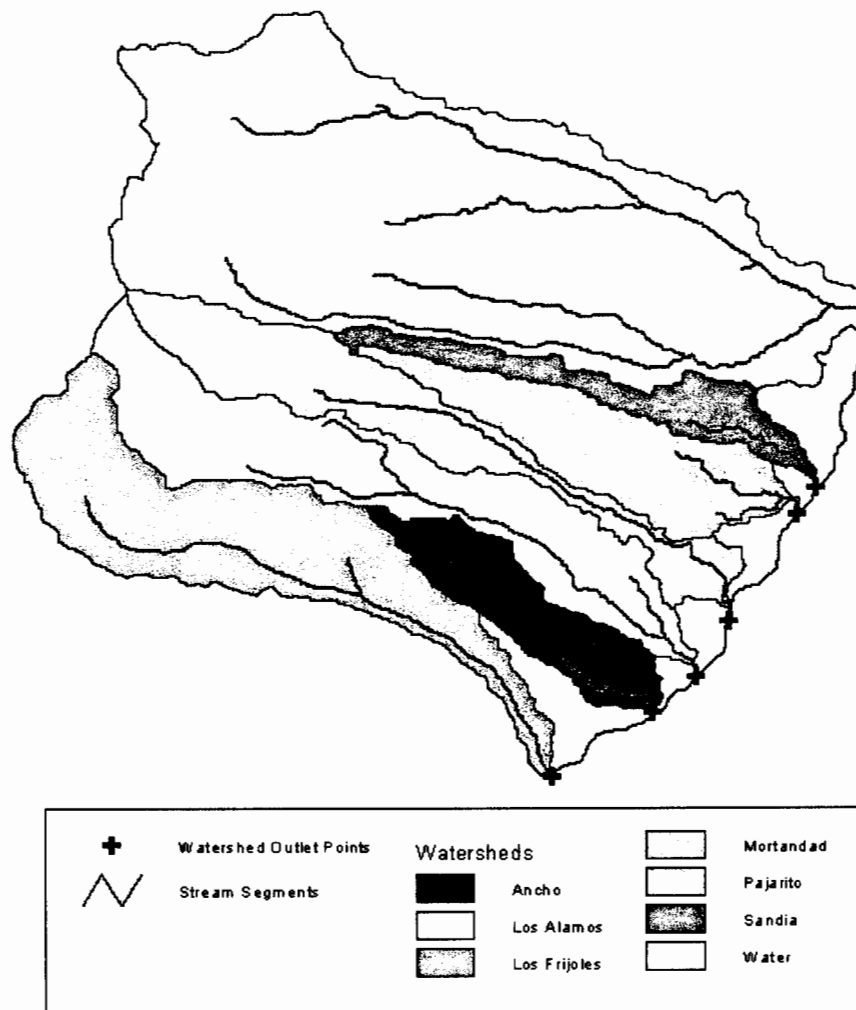 Watershed Outlet Points
Stream Segments
Watersheds
Ancho
Los Alamos
Los Frijoles
Mortandad
Pajarito
Sandia
Water